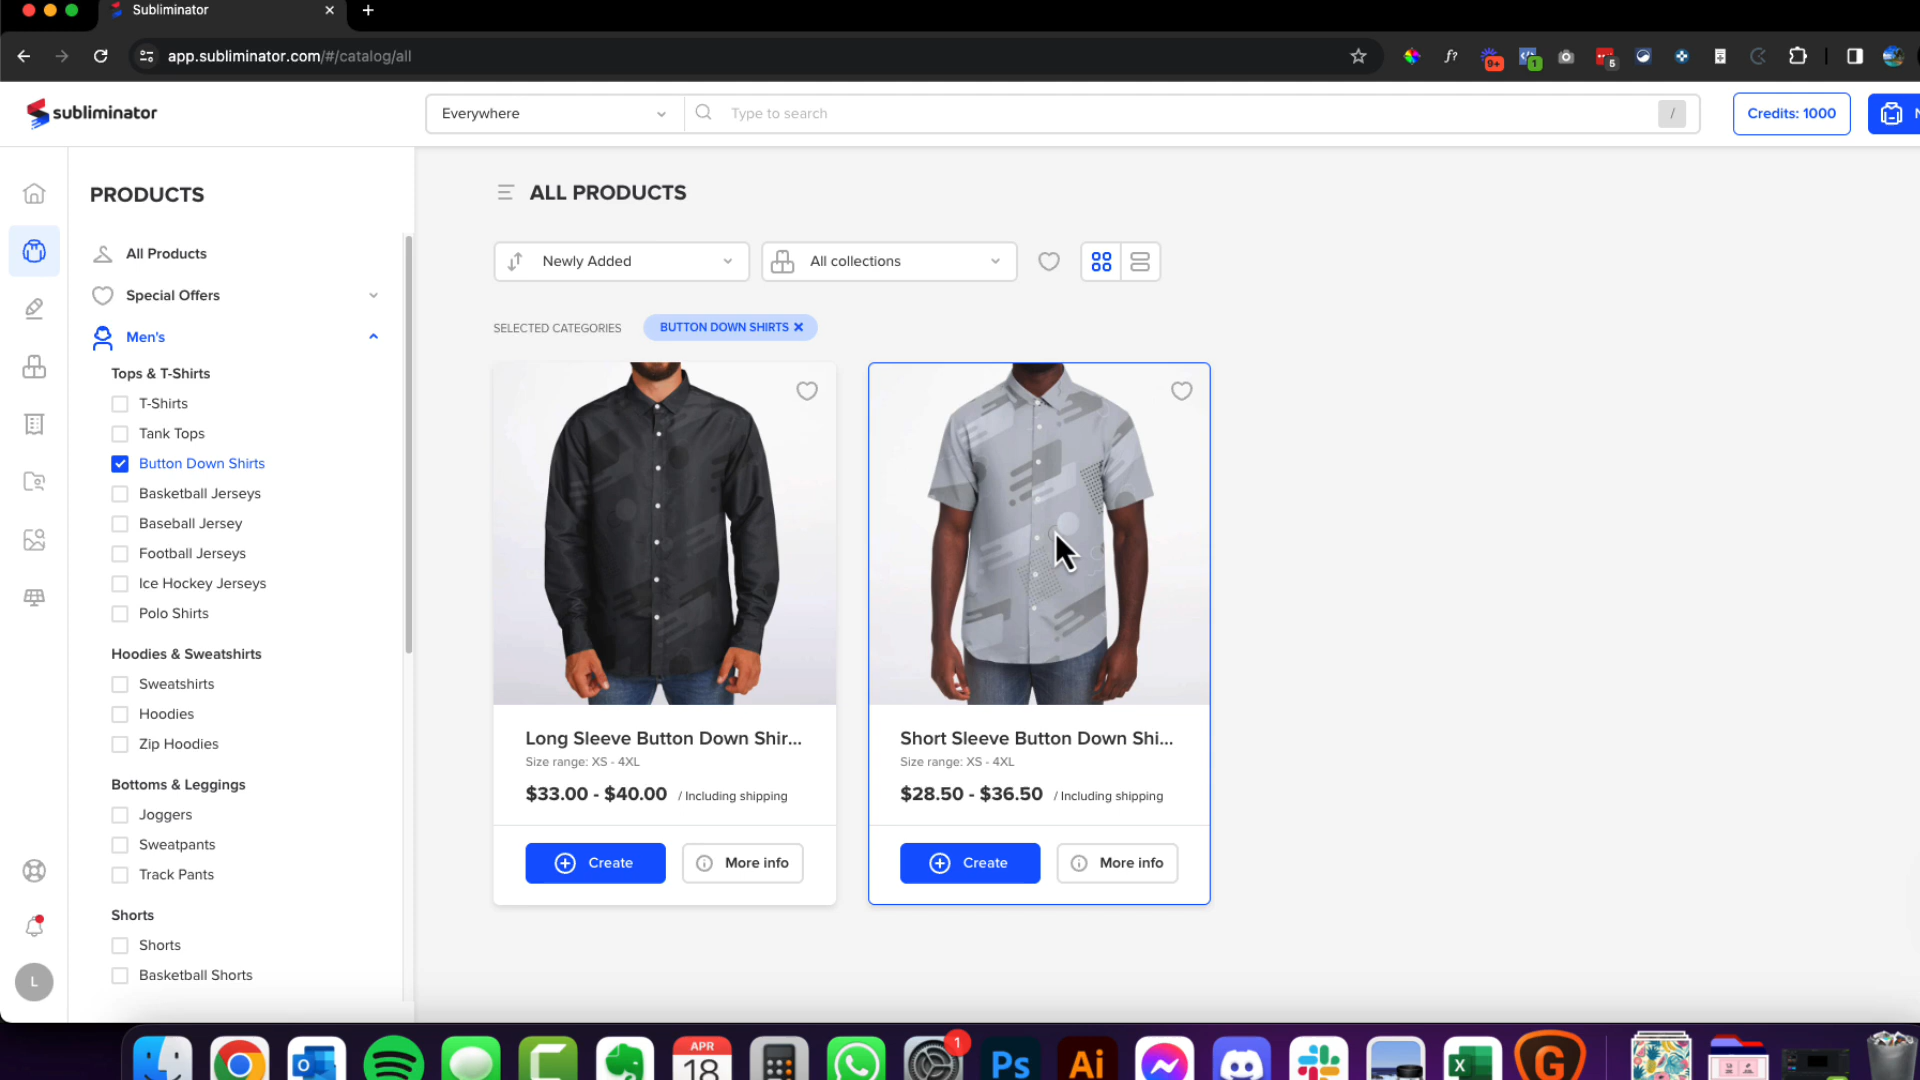 Subliminator
app.subliminator.com/#/catalog/all
f?
9+
1
5
subliminator
Everywhere
Type to search
/
Credits: 1000
PRODUCTS
All Products
Special Offers
Men's
Tops & T-Shirts
T-Shirts
Tank Tops
Button Down Shirts
Basketball Jerseys
Baseball Jersey
Football Jerseys
Ice Hockey Jerseys
Polo Shirts
Hoodies & Sweatshirts
Sweatshirts
Hoodies
Zip Hoodies
Bottoms & Leggings
Joggers
Sweatpants
Track Pants
Shorts
Shorts
Basketball Shorts
L
ALL PRODUCTS
Newly Added
All collections
SELECTED CATEGORIES
BUTTON DOWN SHIRTS
Long Sleeve Button Down Shir...
Size range: XS - 4XL
$33.00 - $40.00 / Including shipping
Create
More info
Short Sleeve Button Down Shi...
Size range: XS - 4XL
$28.50 - $36.50 / Including shipping
Create
More info
APR
18
1
Ps
Ai